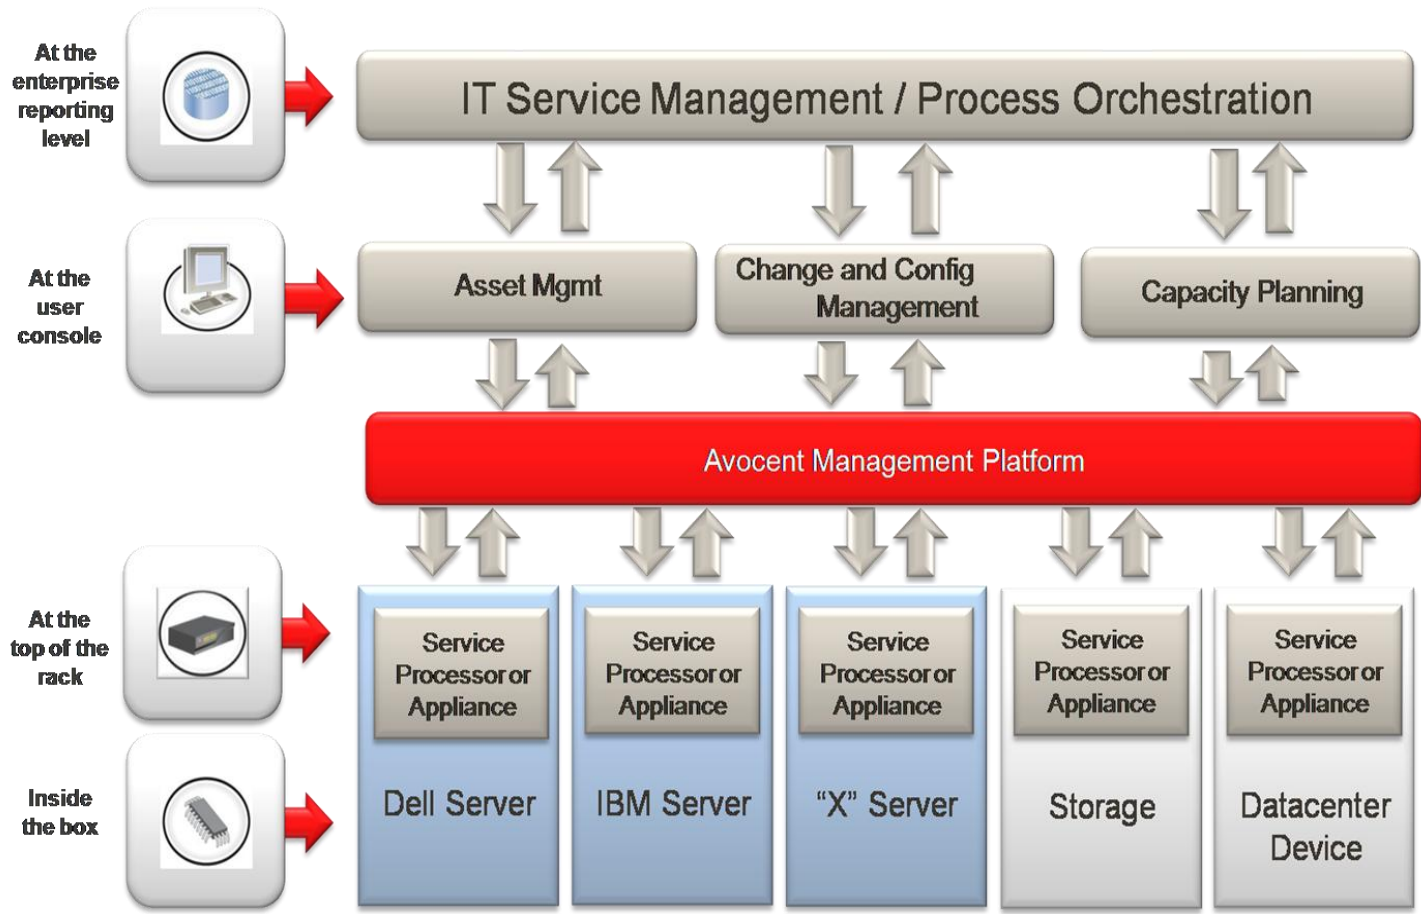 At the
enterprise
reporting
level
IT Service Management / Process Orchestration
At the
user
console
Asset Mgmt
Change and Config
Management
Capacity Planning
Avocent Management Platform
At the
top of the
rack
Service
Processor or
Appliance
Service
Processor or
Appliance
Service
Processor or
Appliance
Service
Processor or
Appliance
Service
Processor or
Appliance
Inside
the box
Dell Server
IBM Server
“X” Server
Storage
Datacenter
Device